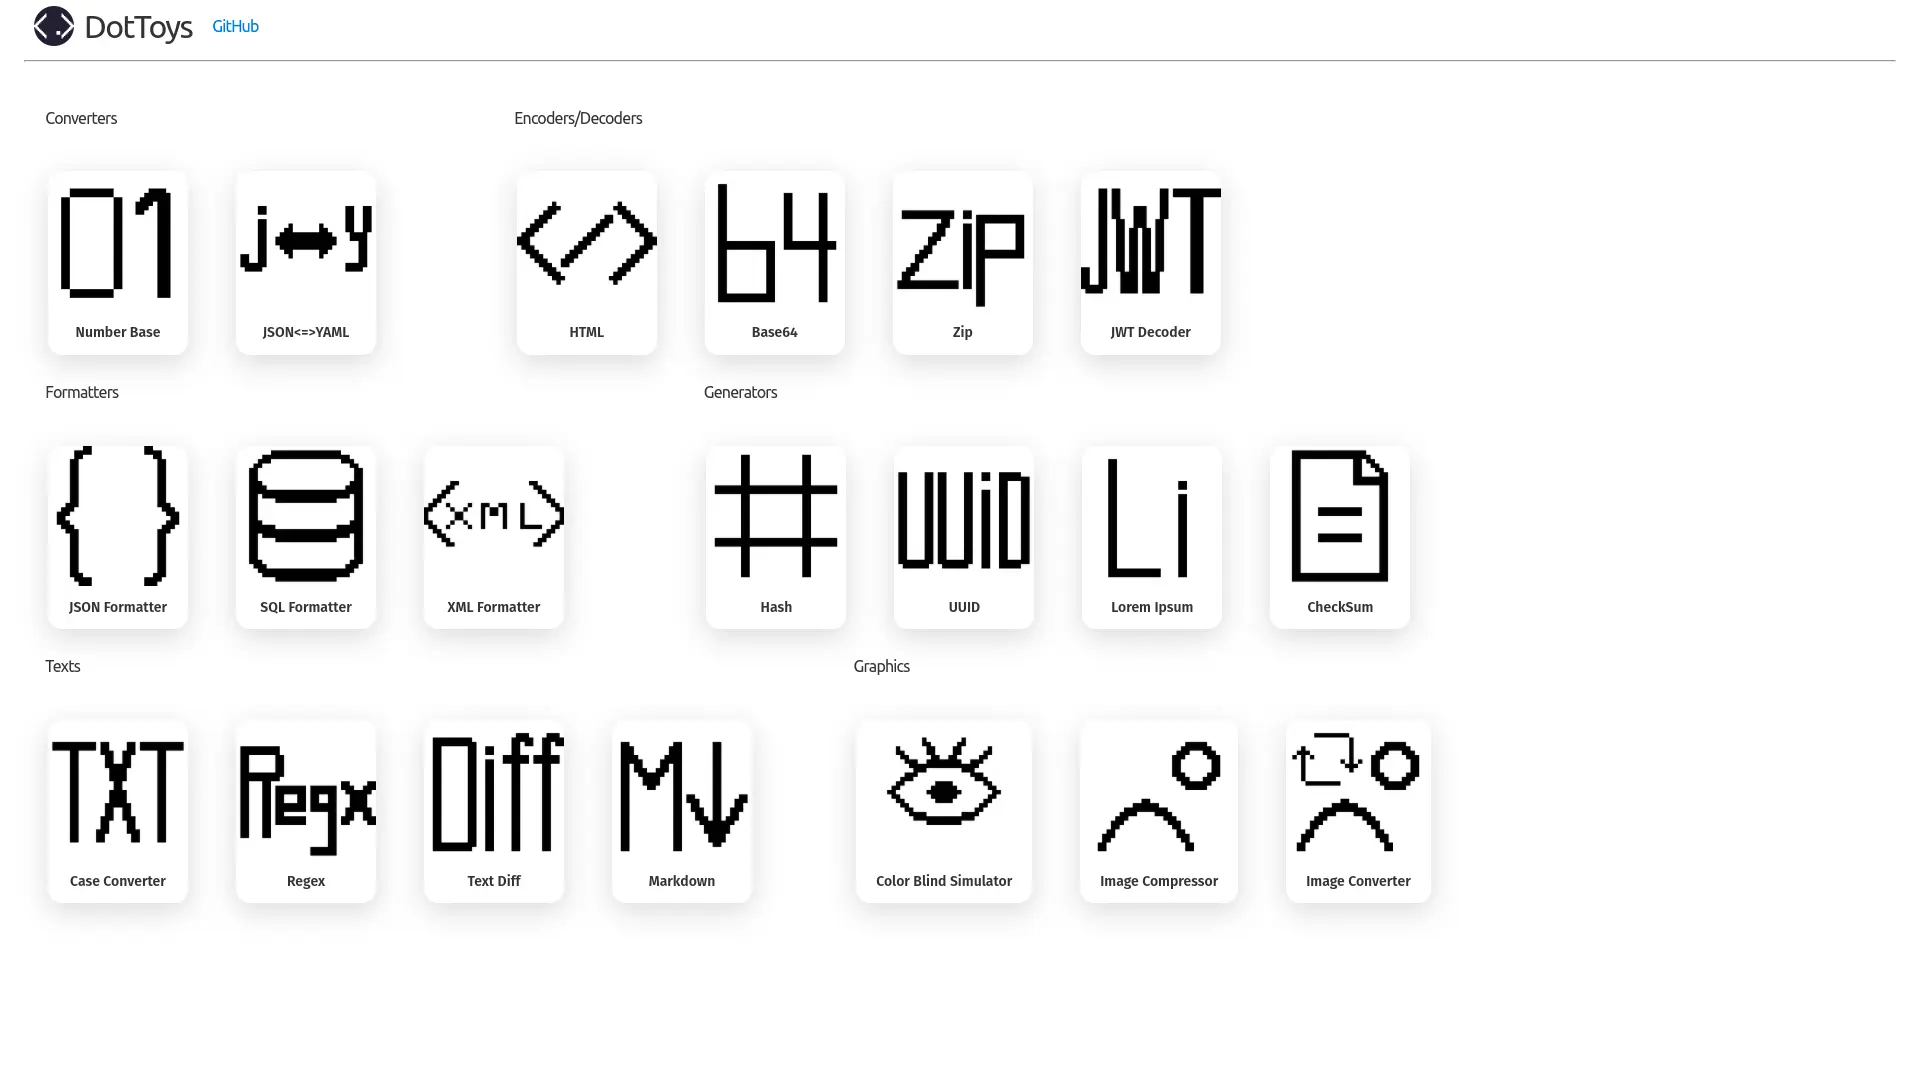 DotToys GitHub
Converters
01
Number Base
j y
JSON<=>YAML
Encoders/Decoders
</>
HTML
b4
Base64
Zip
Zip
JWT
JWT Decoder
Formatters
{ }
JSON Formatter
SQL Formatter
<XML>
XML Formatter
Generators
#
Hash
UUiD
UUID
Li
Lorem Ipsum
CheckSum
Texts
TXT
Case Converter
Regex
Regex
Diff
Text Diff
M↓
Markdown
Graphics
Color Blind Simulator
Image Compressor
Image Converter